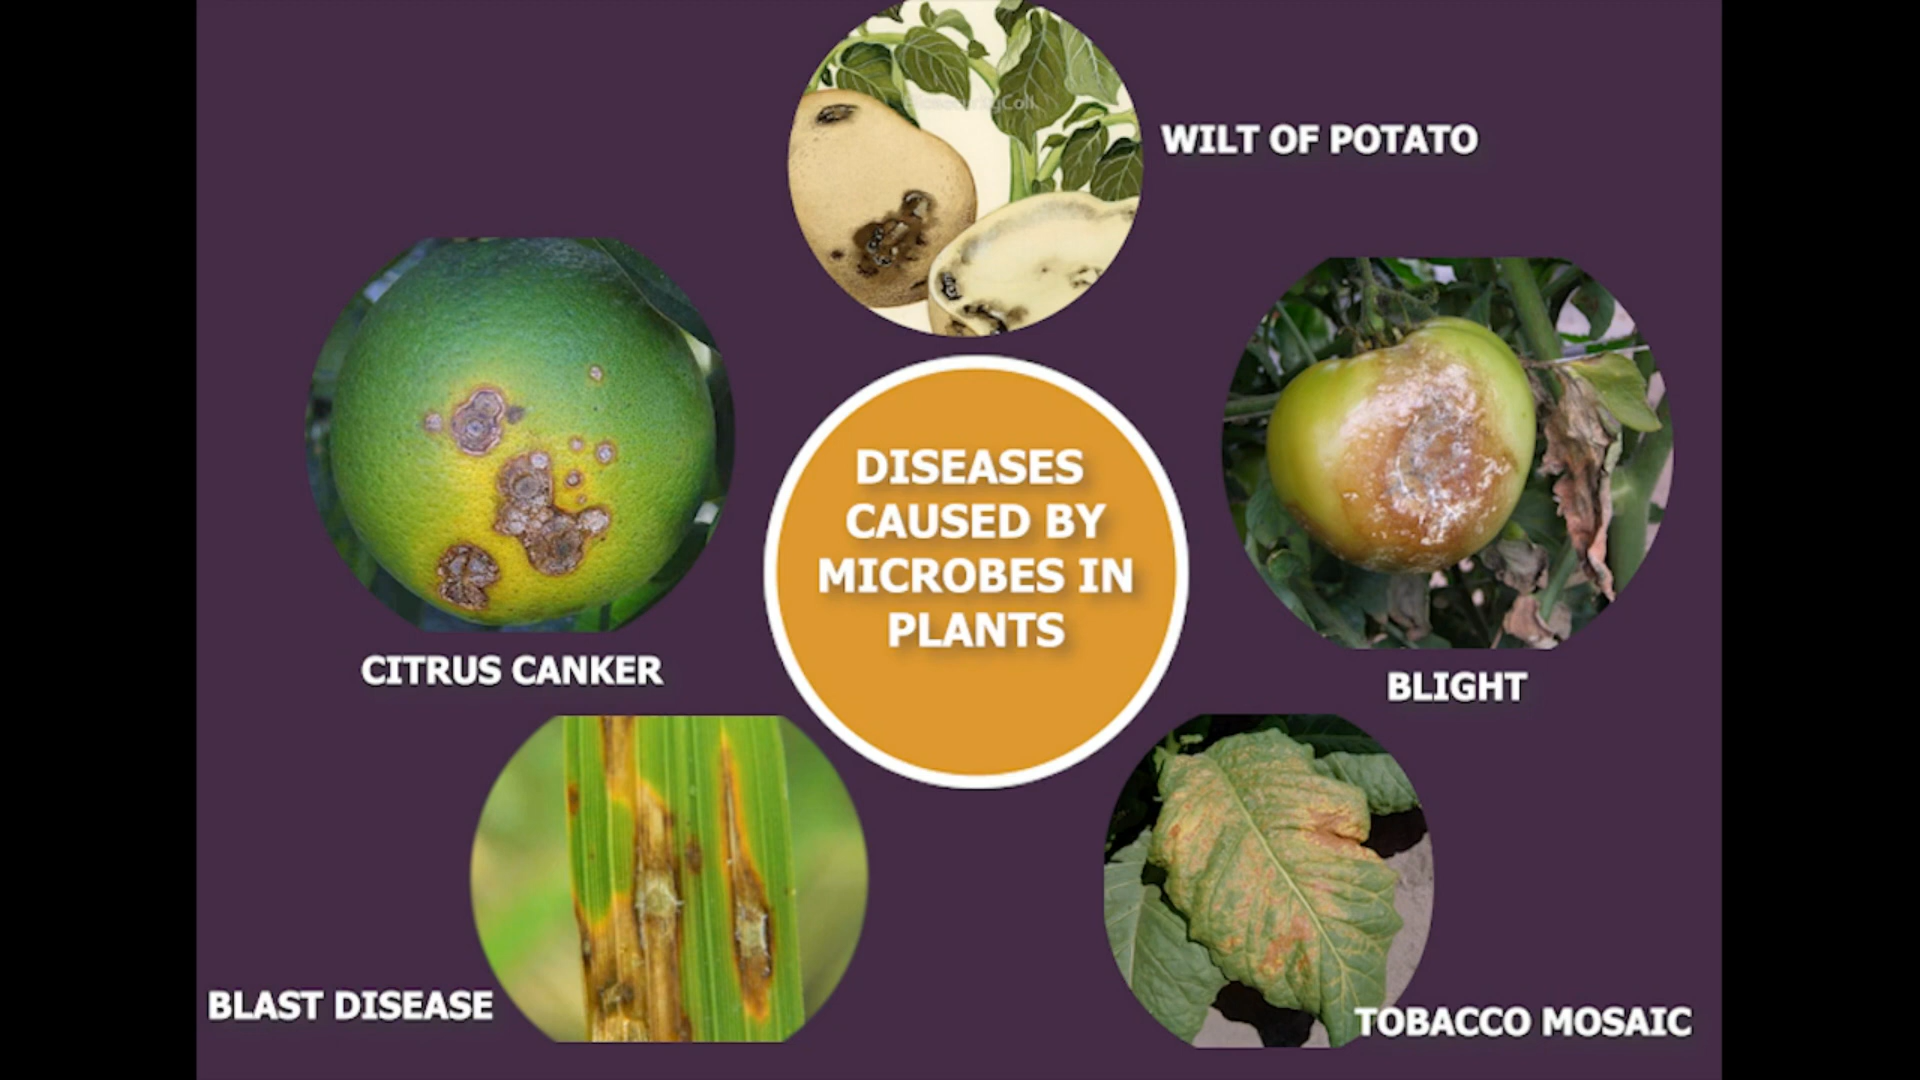 WILT OF POTATO
DISEASES
CAUSED BY
MICROBES IN
PLANTS
CITRUS CANKER
BLIGHT
BLAST DISEASE
TOBACCO MOSAIC